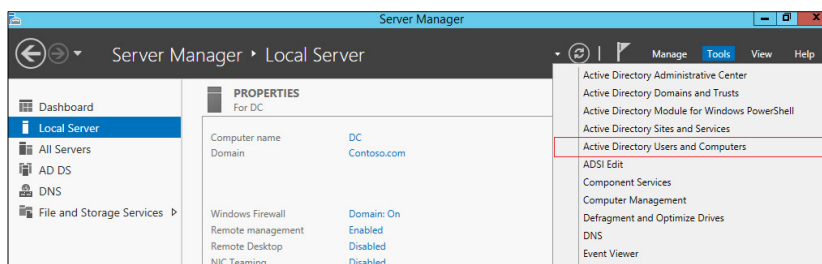 Server Manager
Server Manager • Local Server
Manage Tools View Help
Dashboard
Local Server
All Servers
AD DS
DNS
File and Storage Services
PROPERTIES
For DC
Computer name DC
Domain Contoso.com
Windows Firewall Domain: On
Remote management Enabled
Remote Desktop Disabled
NIC Teaming Disabled
Active Directory Administrative Center
Active Directory Domains and Trusts
Active Directory Module for Windows PowerShell
Active Directory Sites and Services
Active Directory Users and Computers
ADSI Edit
Component Services
Computer Management
Defragment and Optimize Drives
DNS
Event Viewer